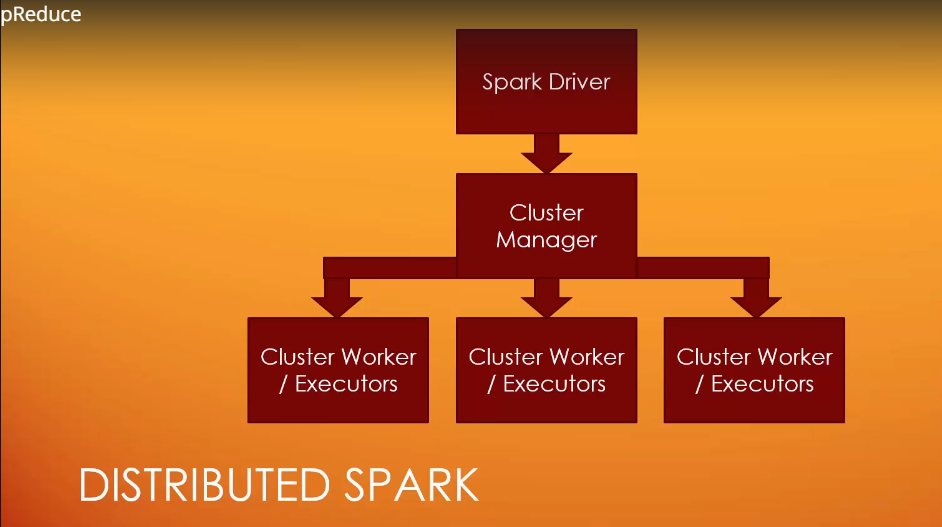 pReduce
Spark Driver
Cluster
Manager
Cluster Worker
/ Executors
Cluster Worker
/ Executors
Cluster Worker
/ Executors
DISTRIBUTED SPARK